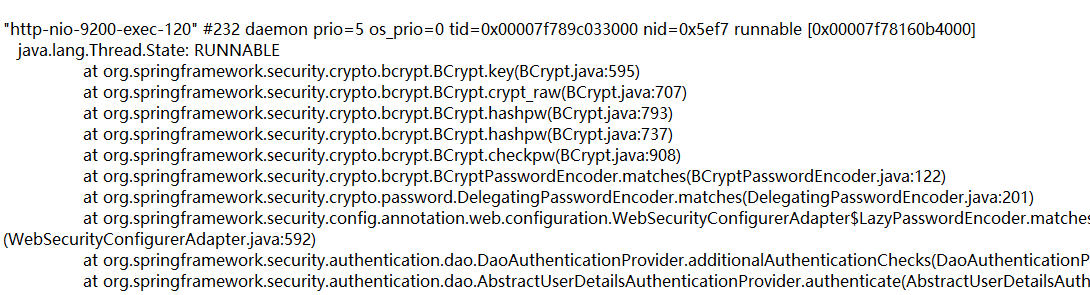 "http-nio-9200-exec-120" #232 daemon prio=5 os_prio=0 tid=0x00007f789c033000 nid=0x5ef7 runnable [0x00007f78160b4000]
java.lang.Thread.State: RUNNABLE
at org.springframework.security.crypto.bcrypt.BCrypt.key(BCrypt.java:595)
at org.springframework.security.crypto.bcrypt.BCrypt.crypt_raw(BCrypt.java:707)
at org.springframework.security.crypto.bcrypt.BCrypt.hashpw(BCrypt.java:793)
at org.springframework.security.crypto.bcrypt.BCrypt.hashpw(BCrypt.java:737)
at org.springframework.security.crypto.bcrypt.BCrypt.checkpw(BCrypt.java:908)
at org.springframework.security.crypto.bcrypt.BCryptPasswordEncoder.matches(BCryptPasswordEncoder.java:122)
at org.springframework.security.crypto.password.DelegatingPasswordEncoder.matches(DelegatingPasswordEncoder.java:201)
at org.springframework.security.config.annotation.web.configuration.WebSecurityConfigurerAdapter$LazyPasswordEncoder.matches
(WebSecurityConfigurerAdapter.java:592)
at org.springframework.security.authentication.dao.DaoAuthenticationProvider.additionalAuthenticationChecks(DaoAuthenticationP
at org.springframework.security.authentication.dao.AbstractUserDetailsAuthenticationProvider.authenticate(AbstractUserDetailsAuth